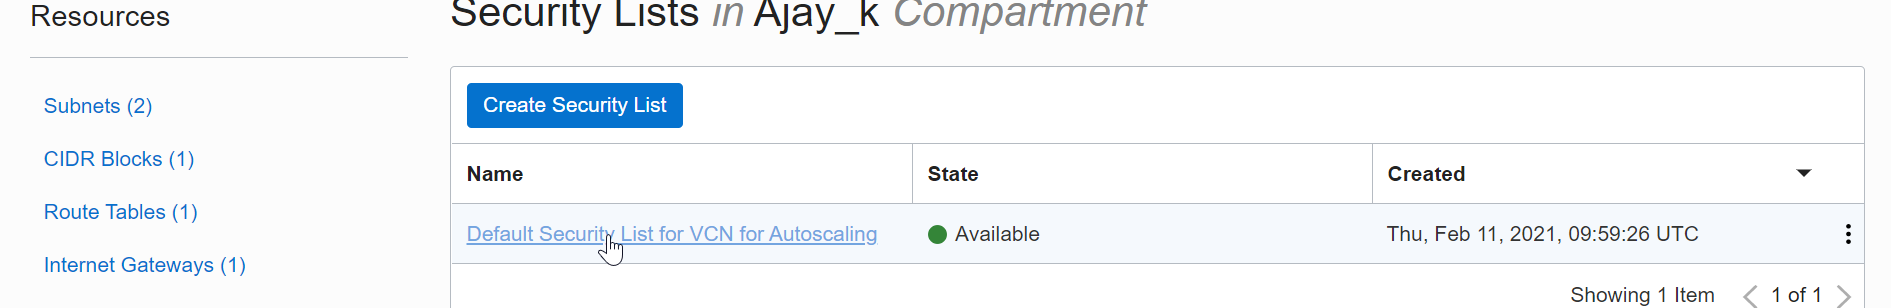 Resources
Subnets (2)
CIDR Blocks (1)
Route Tables (1)
Internet Gateways (1)
Security Lists in Ajay_k Compartment
Create Security List
Name State Created
Default Security List for VCN for Autoscaling Available Thu, Feb 11, 2021, 09:59:26 UTC
Showing 1 Item 1 of 1